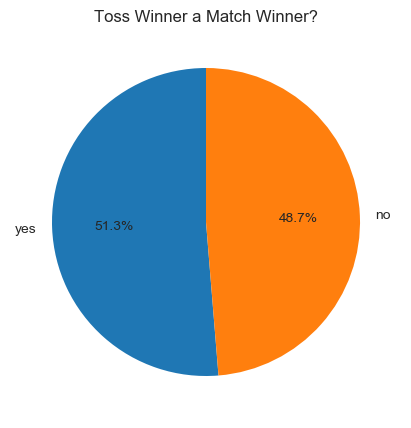 Toss Winner a Match Winner?
no
48.7%
51.3%
yes